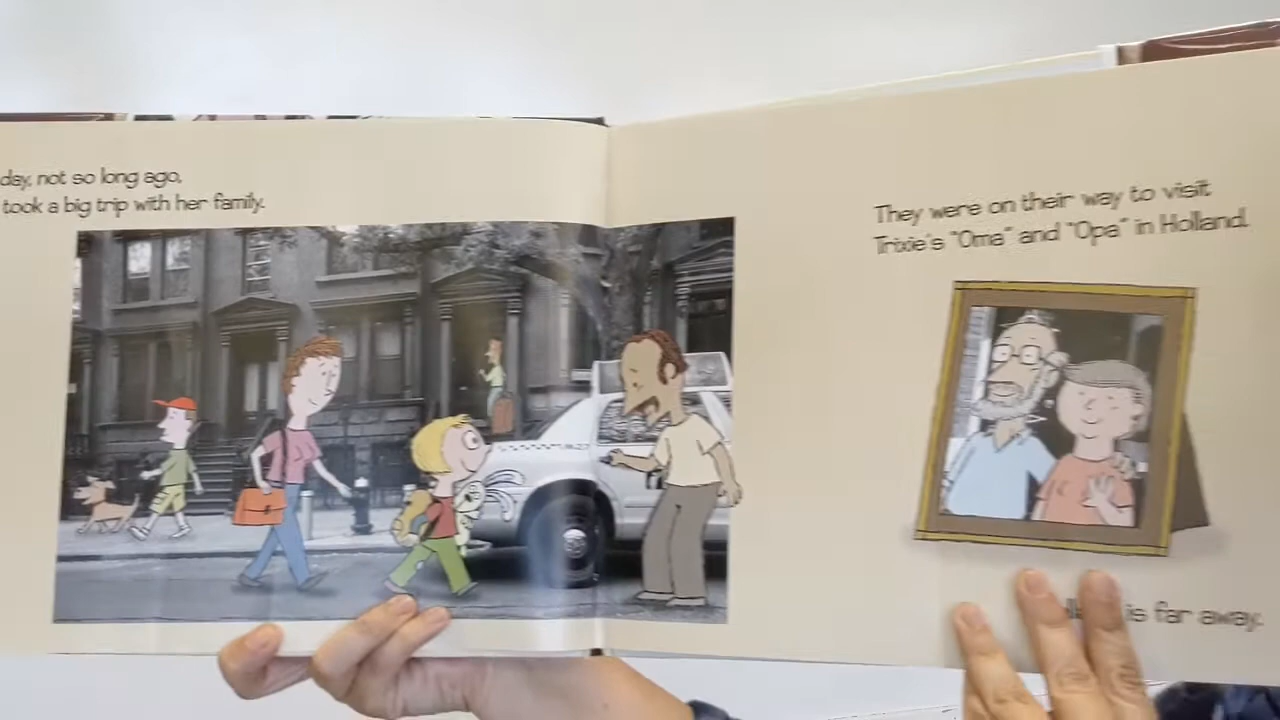 day, not so long ago,
took a big trip with her family.
They were on their way to visit
Trixie's "Oma" and "Opa" in Holland.
is far away.